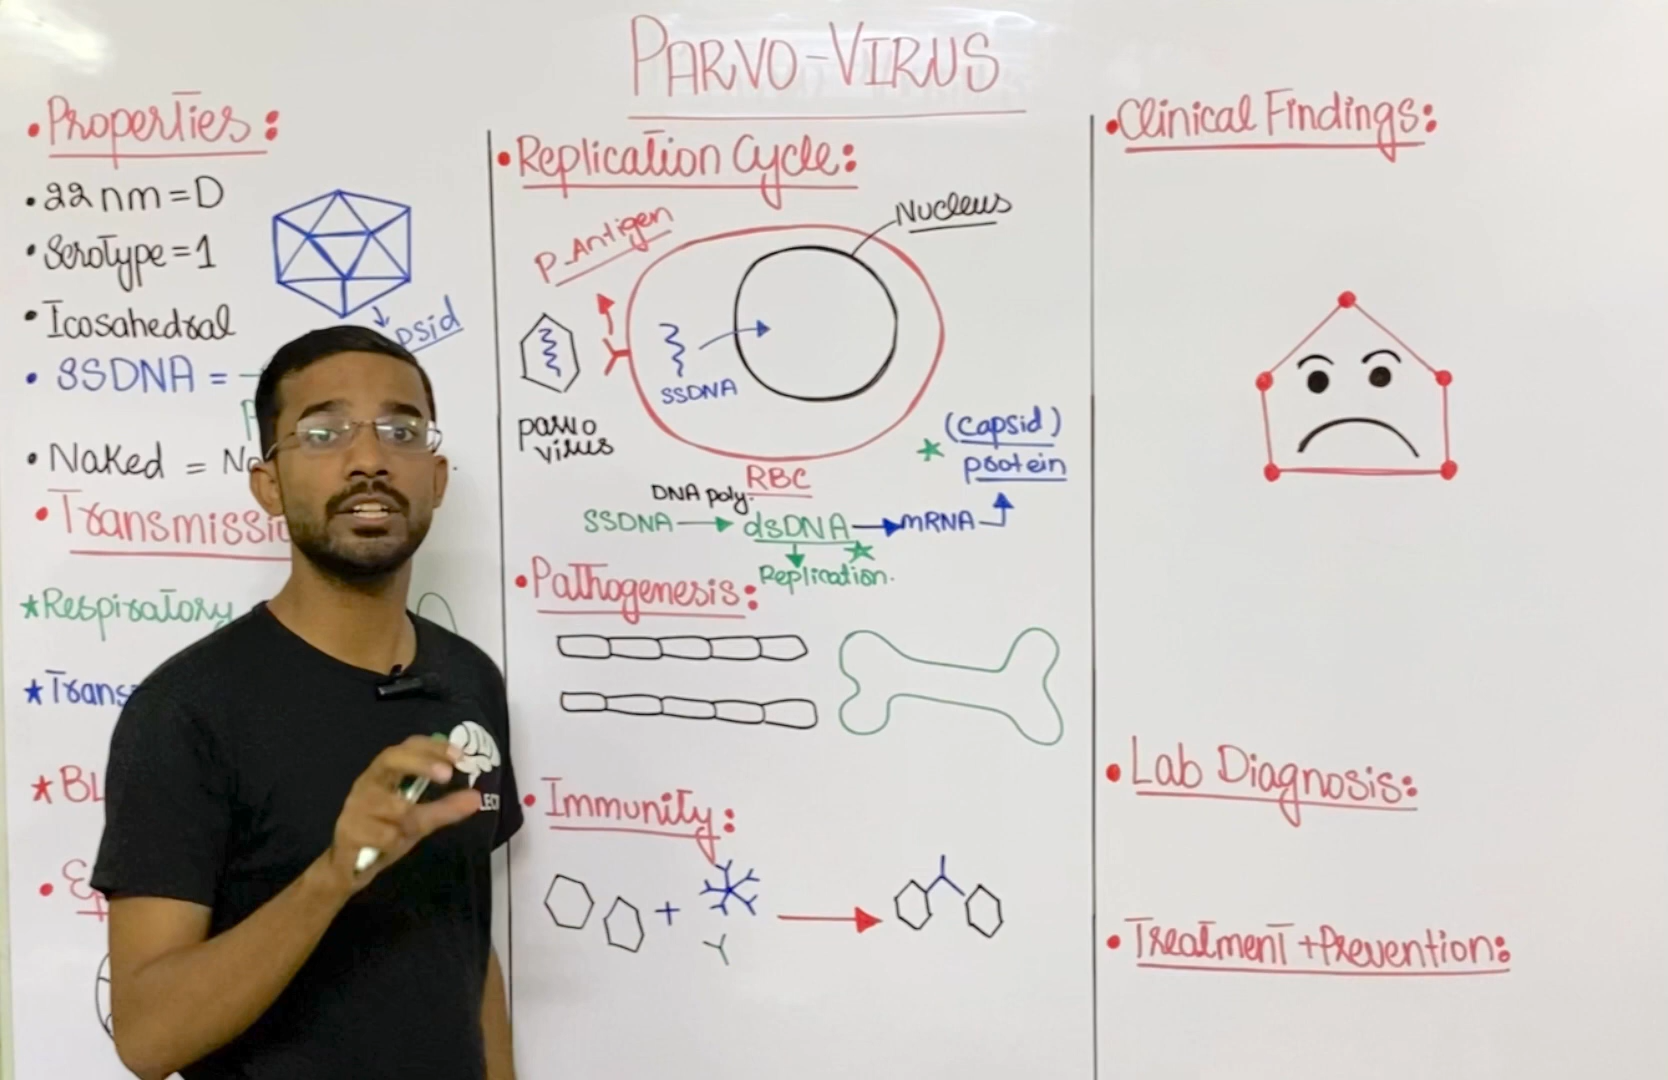 PARVO-VIRUS
• Properties:
• 22 nm = D
• Serotype = 1
• Icosahedral
• SSDNA =
• Naked =
• Transmissi
★ Respiratory
★ Trans
★ BL
psid
• Replication Cycle:
P-Antigen
Nucleus
SSDNA
parvo
virus
RBC
★ (capsid)
protein
DNA poly.
SSDNA → dsDNA → mRNA
Replication.
• Pathogenesis:
• Immunity:
+
• Clinical Findings:
• Lab Diagnosis:
• Treatment + Prevention: